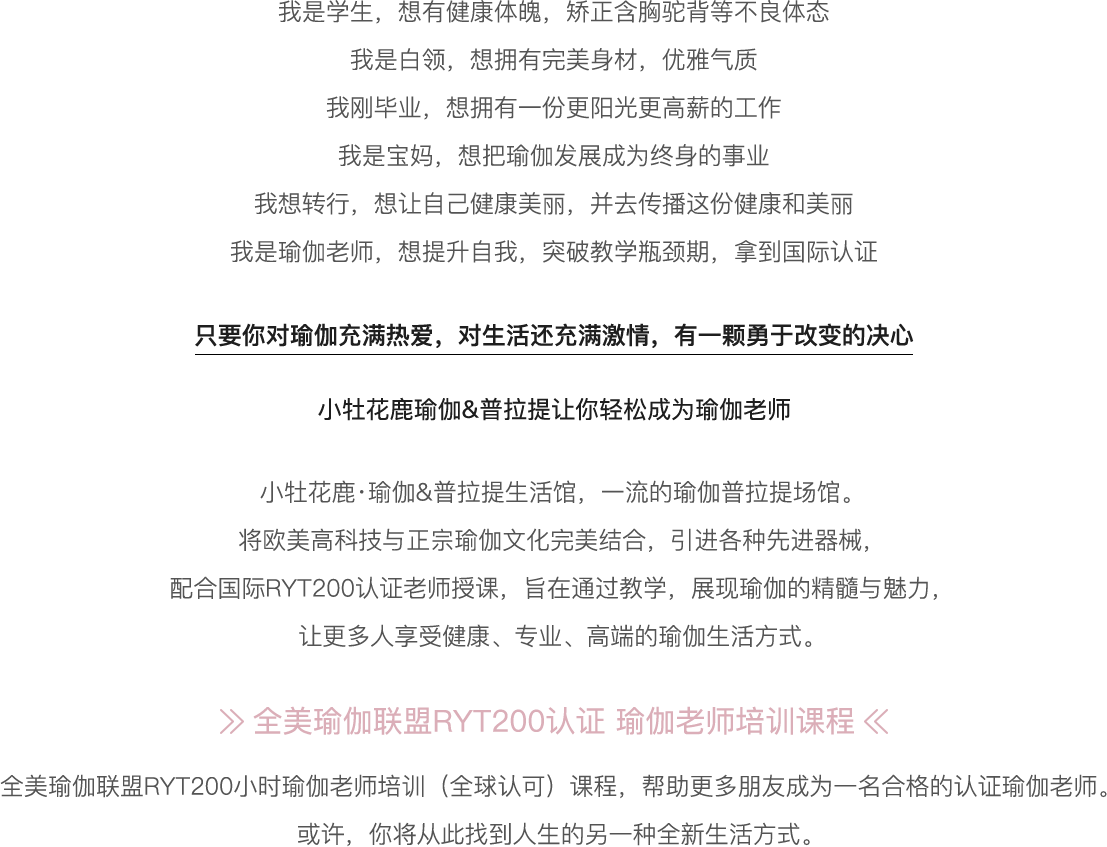 我是学生，想有健康体魄，矫正含胸驼背等不良体态
我是白领，想拥有完美身材，优雅气质
我刚毕业，想拥有一份更阳光更高薪的工作
我是宝妈，想把瑜伽发展成为终身的事业
我想转行，想让自己健康美丽，并去传播这份健康和美丽
我是瑜伽老师，想提升自我，突破教学瓶颈期，拿到国际认证
只要你对瑜伽充满热爱，对生活还充满激情，有一颗勇于改变的决心
小牡花鹿瑜伽&普拉提让你轻松成为瑜伽老师
小牡花鹿·瑜伽&普拉提生活馆，一流的瑜伽普拉提场馆。
将欧美高科技与正宗瑜伽文化完美结合，引进各种先进器械，
配合国际RYT200认证老师授课，旨在通过教学，展现瑜伽的精髓与魅力，
让更多人享受健康、专业、高端的瑜伽生活方式。
》 全美瑜伽联盟RYT200认证 瑜伽老师培训课程 《
全美瑜伽联盟RYT200小时瑜伽老师培训（全球认可）课程，帮助更多朋友成为一名合格的认证瑜伽老师。
或许，你将从此找到人生的另一种全新生活方式。